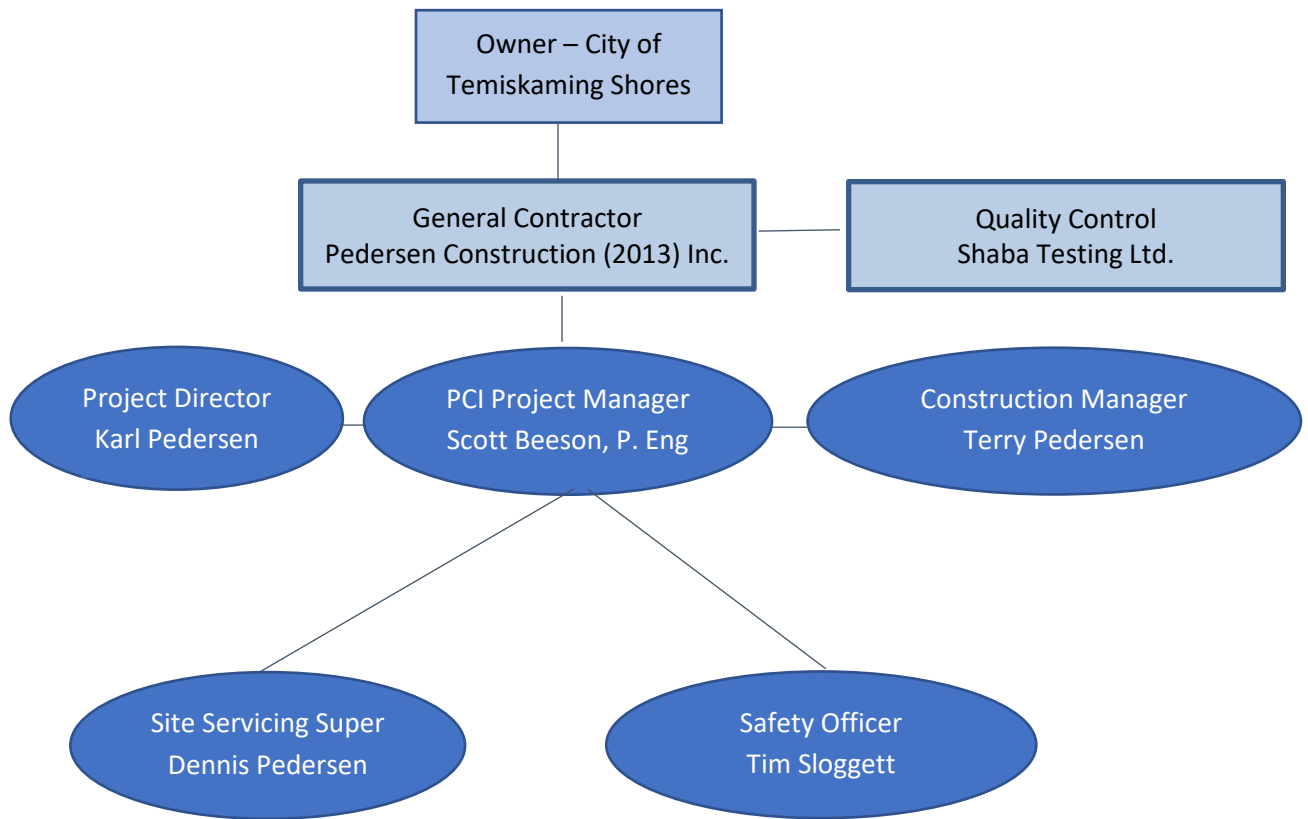 Owner – City of
Temiskaming Shores
General Contractor
Pedersen Construction (2013) Inc.
Quality Control
Shaba Testing Ltd.
Project Director
Karl Pedersen
PCI Project Manager
Scott Beeson, P. Eng
Construction Manager
Terry Pedersen
Site Servicing Super
Dennis Pedersen
Safety Officer
Tim Sloggett